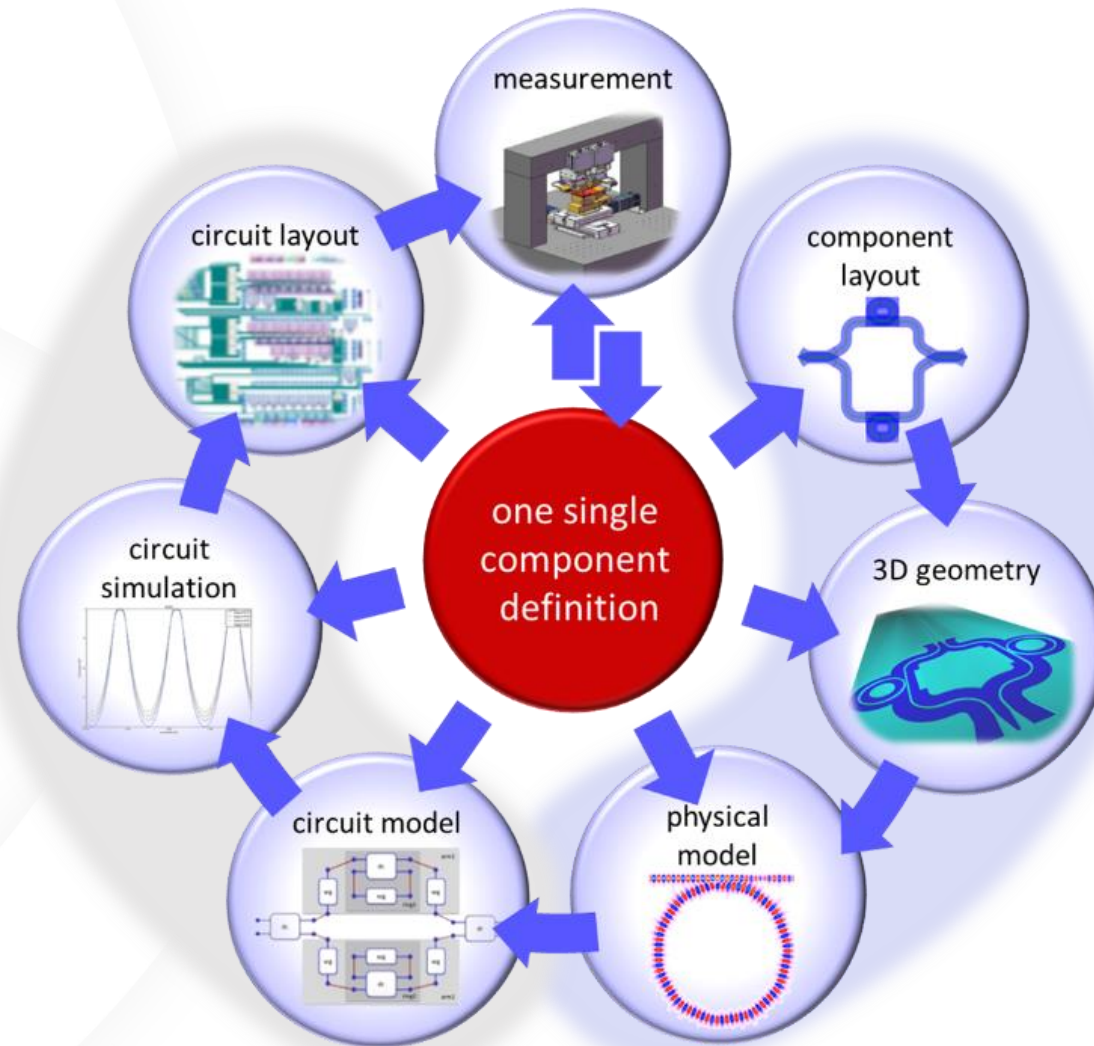 measurement
circuit layout
component
layout
one single
component
definition
circuit
simulation
3D geometry
circuit model
physical
model